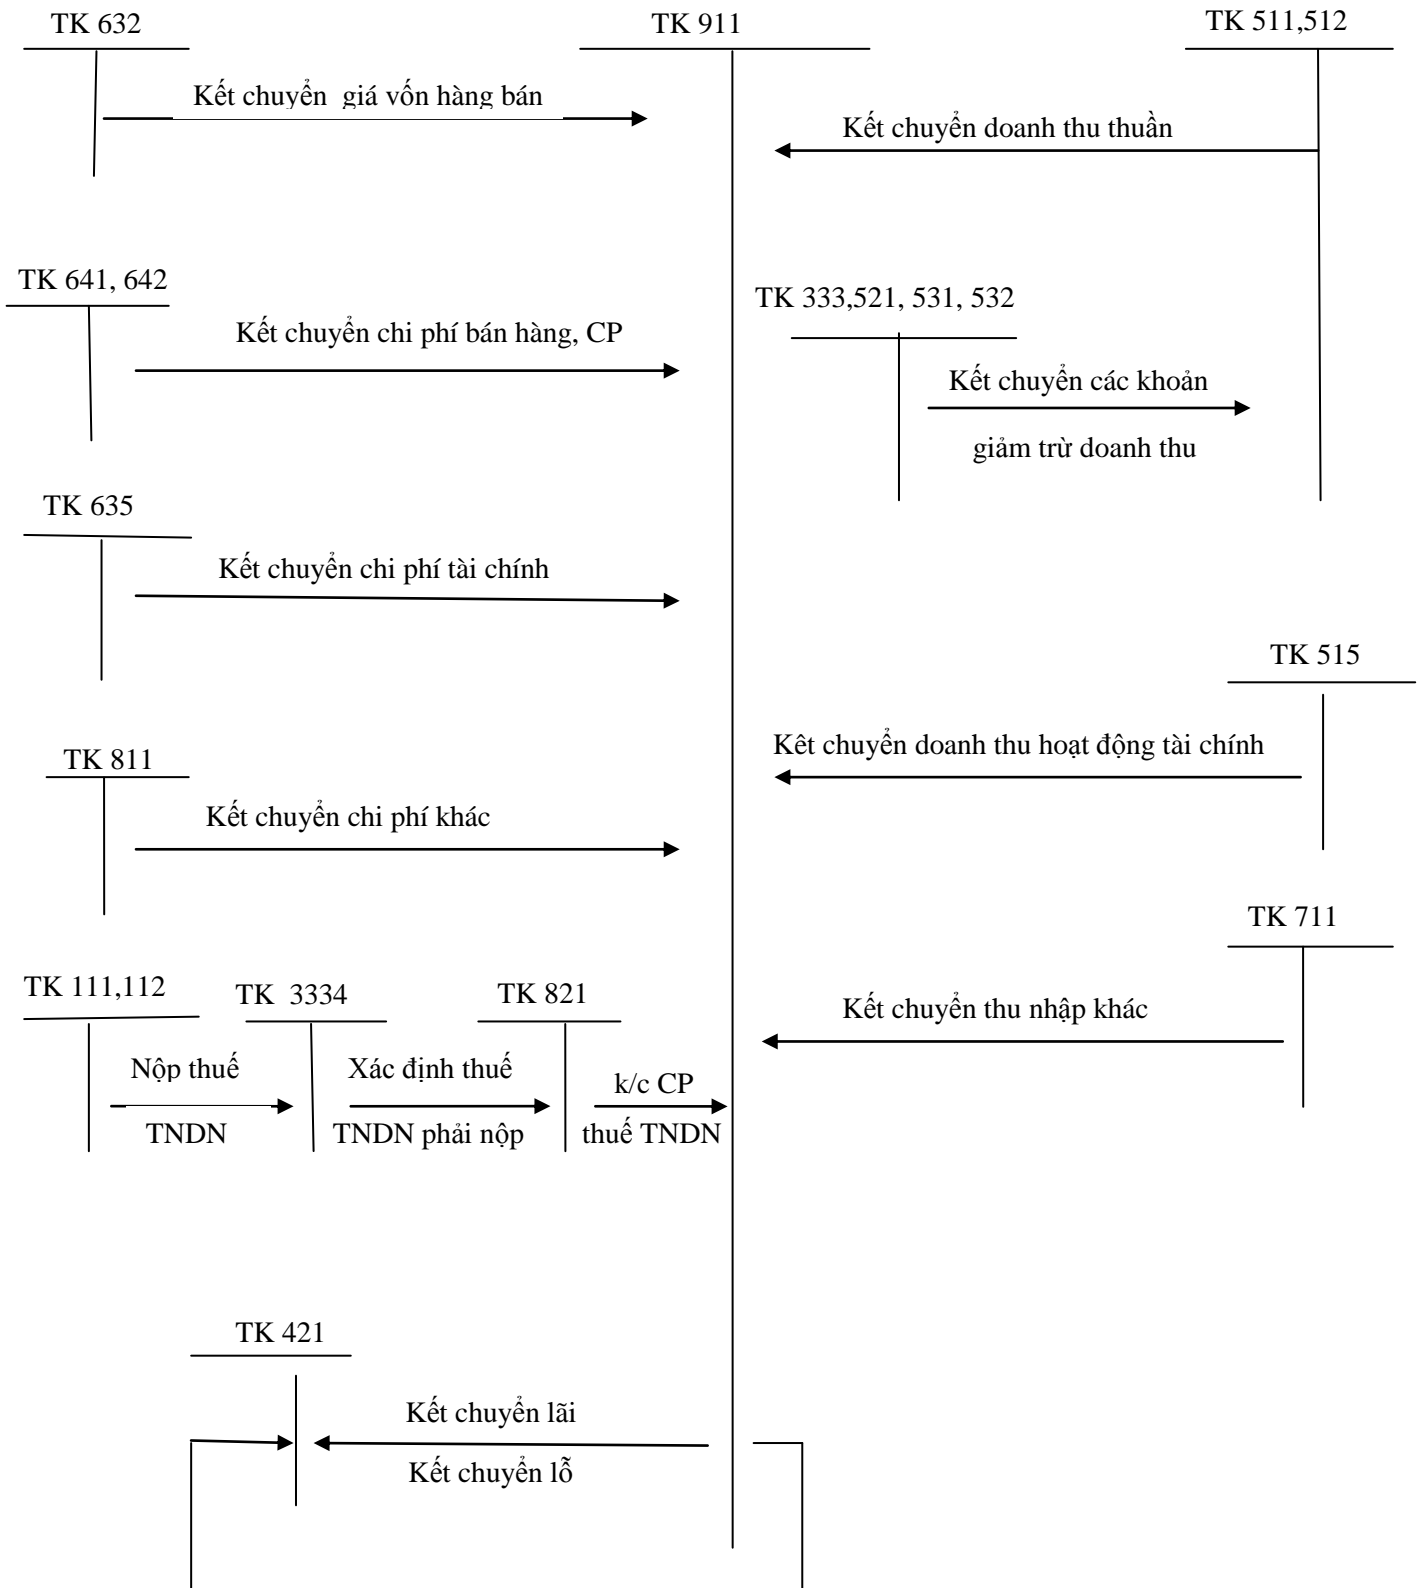 TK 632
TK 911
TK 511,512
Kết chuyển giá vốn hàng bán
Kết chuyển doanh thu thuần
TK 641, 642
TK 333,521, 531, 532
Kết chuyển chi phí bán hàng, CP
Kết chuyển các khoản
giảm trừ doanh thu
TK 635
Kết chuyển chi phí tài chính
TK 515
Kêt chuyển doanh thu hoạt động tài chính
TK 811
Kết chuyển chi phí khác
TK 711
Kết chuyển thu nhập khác
TK 111,112
TK 3334
TK 821
Nộp thuế
TNDN
Xác định thuế
TNDN phải nộp
k/c CP
thuế TNDN
TK 421
Kết chuyển lãi
Kết chuyển lỗ